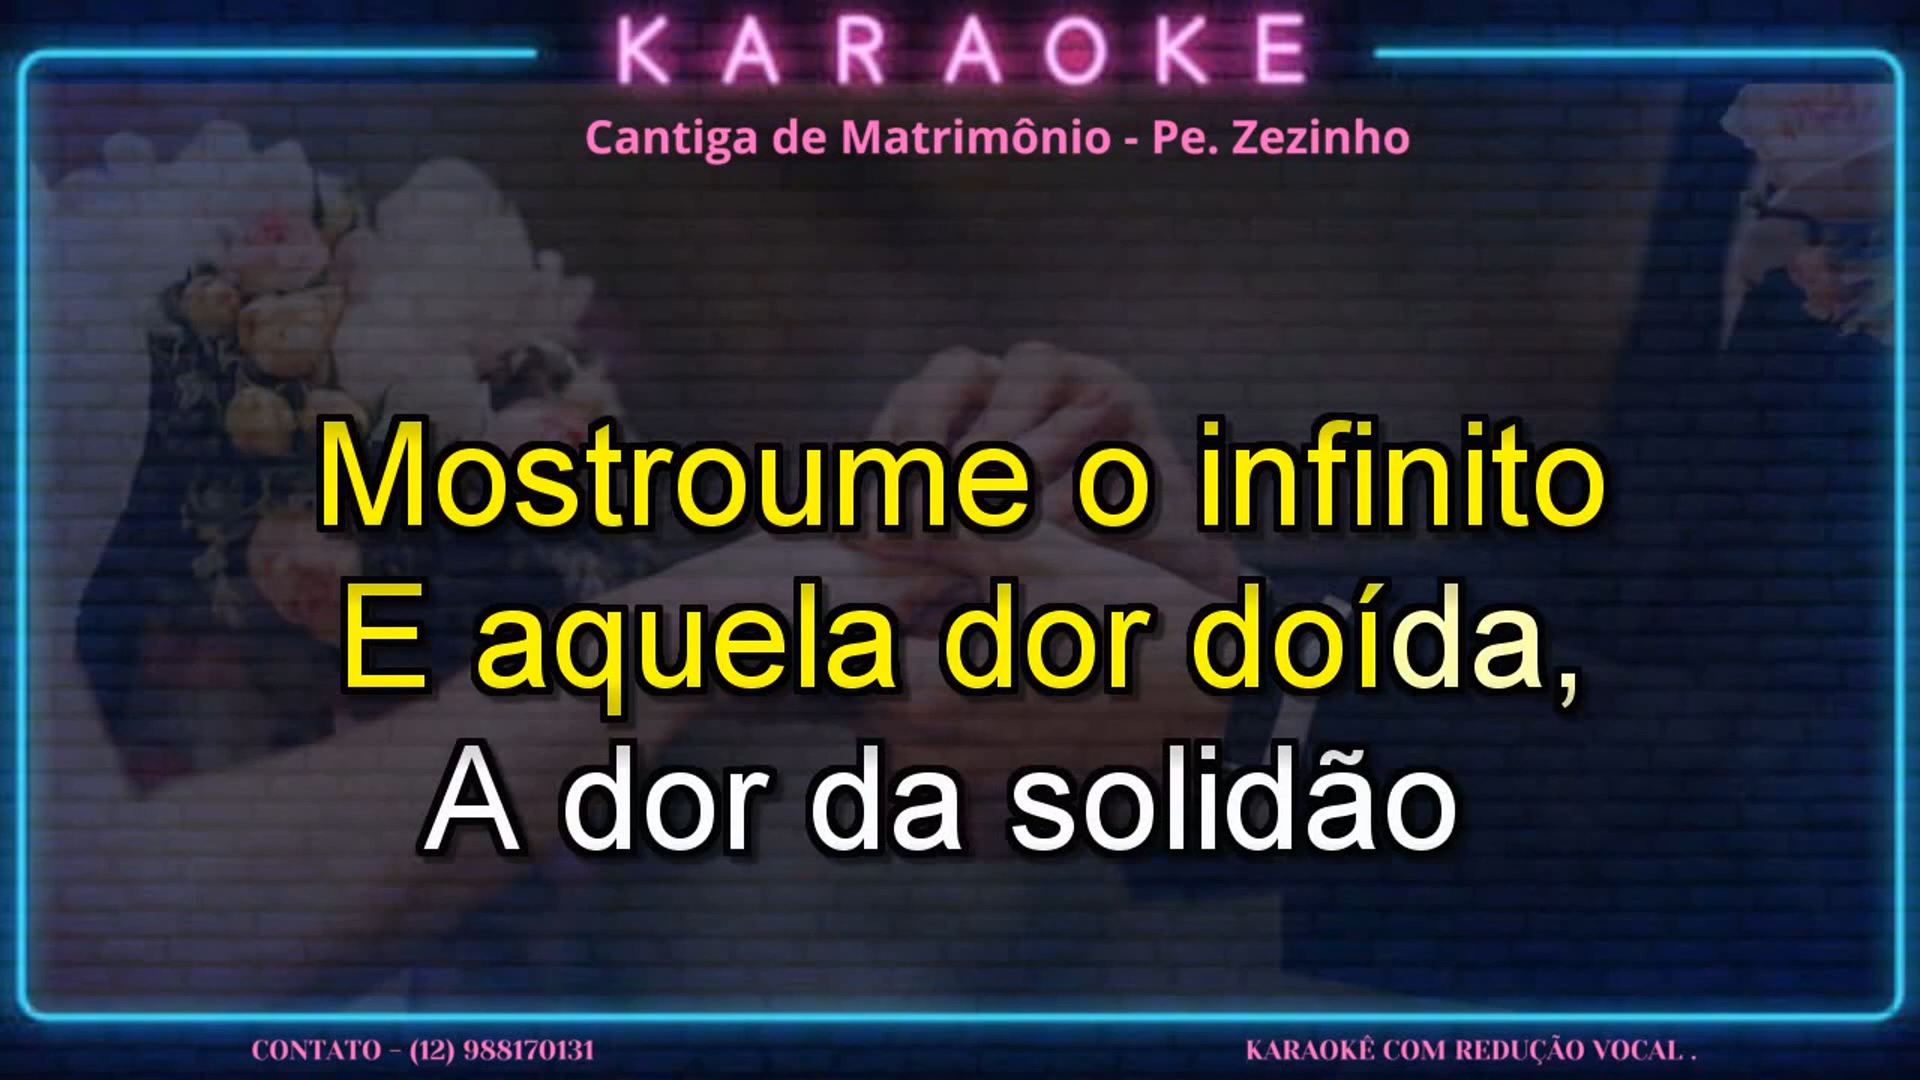 KARAOKE
Cantiga de Matrimônio - Pe. Zezinho
Mostroume o infinito
E aquela dor doída,
A dor da solidão
CONTATO - (12) 988170131
KARAOKÊ COM REDUÇÃO VOCAL .